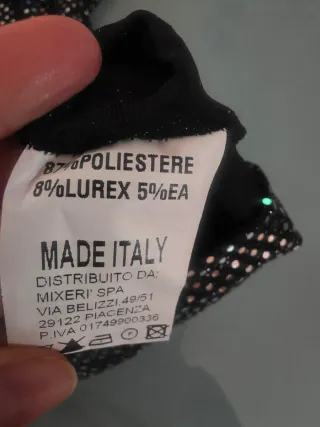 87%POLIESTERE
8%LUREX 5%EA
MADE ITALY
DISTRIBUITO DA:
MIXERI' SPA
VIA BELIZZI,49/51
29122 PIACENZA
P.IVA 01749900336